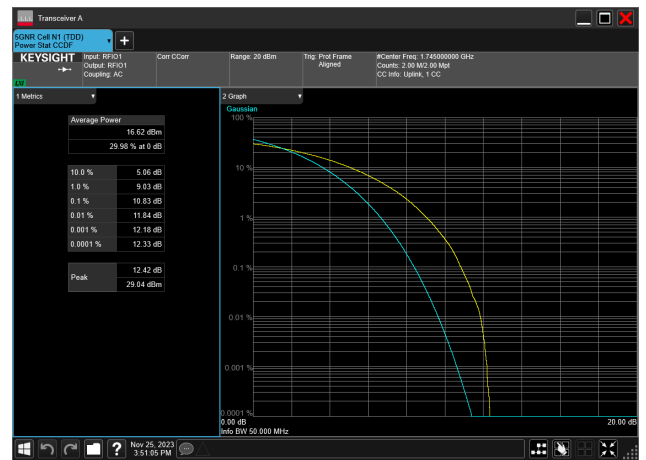 Transceiver A
5GNR Cell N1 (TDD)
Power Stat CCDF
KEYSIGHT
LXI
Input: RFIO1
Output: RFIO1
Coupling: AC
Corr CCorr
Range: 20 dBm
Trig: Prot Frame
Aligned
#Center Freq: 1.745000000 GHz
Counts: 2.00 M/2.00 Mpt
CC Info: Uplink, 1 CC
1 Metrics
Average Power
16.62 dBm
29.98 % at 0 dB
10.0 % 5.06 dB
1.0 % 9.03 dB
0.1 % 10.83 dB
0.01 % 11.84 dB
0.001 % 12.18 dB
0.0001 % 12.33 dB
Peak 12.42 dB
29.04 dBm
2 Graph
Gaussian
100 %
10 %
1 %
0.1 %
0.01 %
0.001 %
0.0001 %
0.00 dB 20.00 dB
Info BW 50.000 MHz
Nov 25, 2023
3:51:05 PM